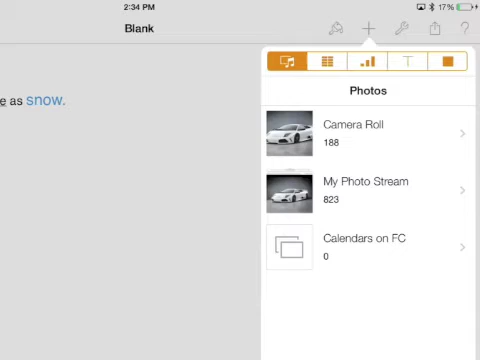 2:34 PM
17%
Blank
?
T
Photos
e as snow.
Camera Roll
188
My Photo Stream
823
Calendars on FC
0